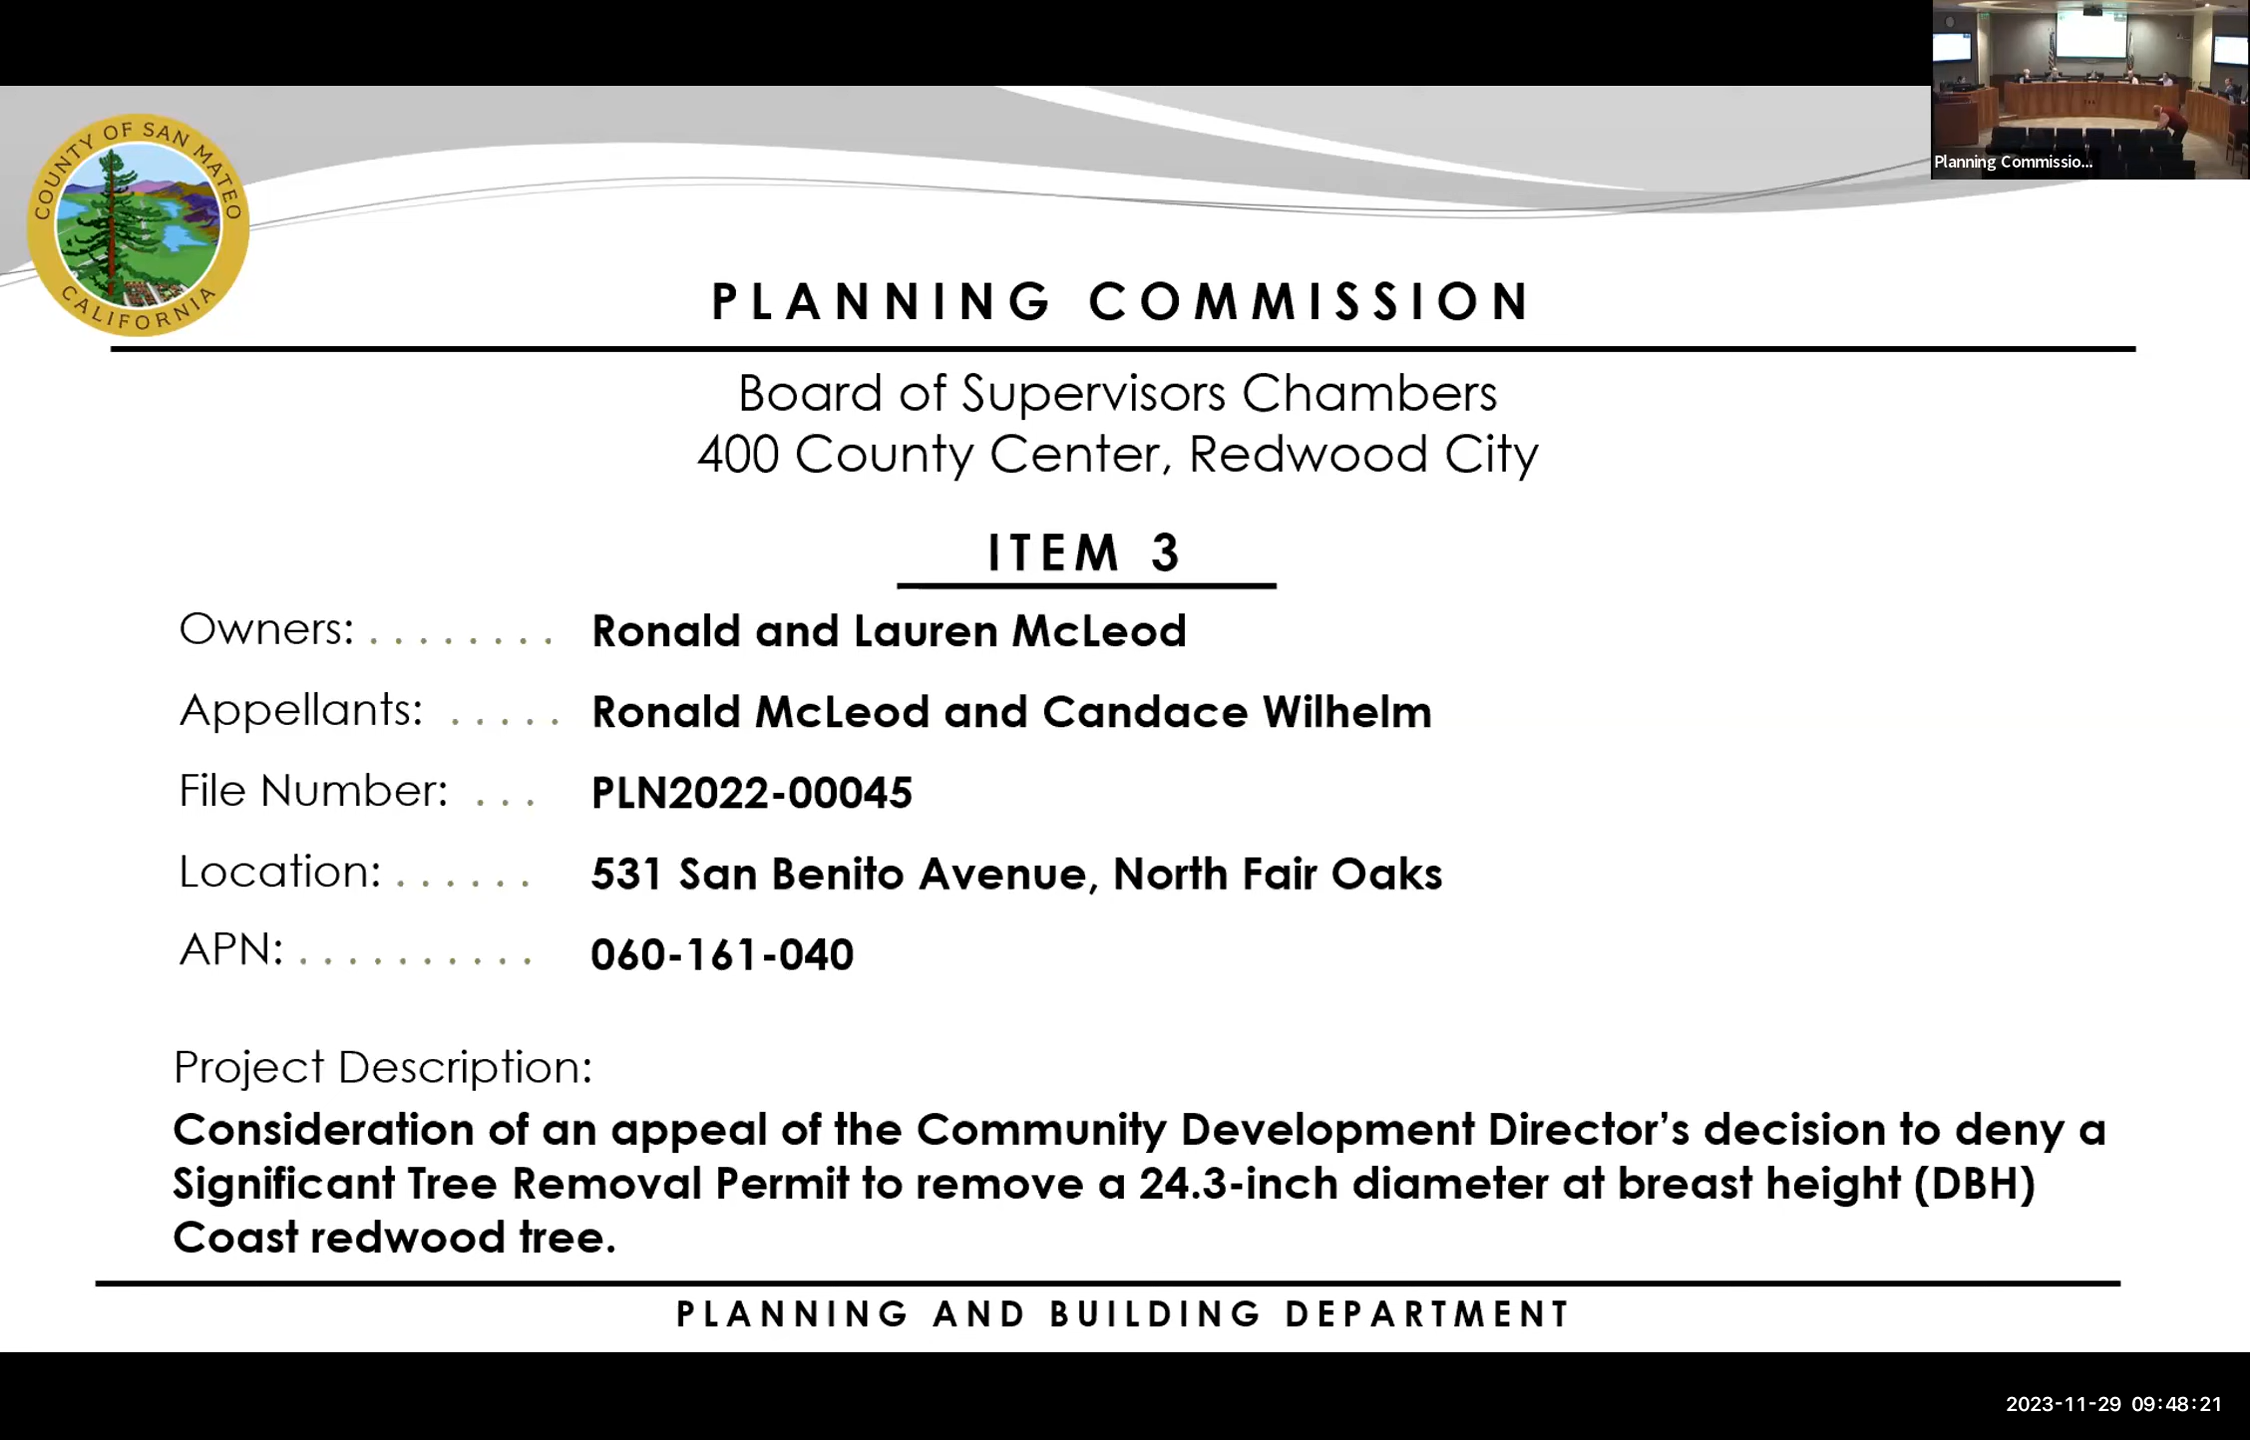 Planning Commissio...
COUNTY OF SAN MATEO
CALIFORNIA
PLANNING COMMISSION
Board of Supervisors Chambers
400 County Center, Redwood City
ITEM 3
Owners: ........ Ronald and Lauren McLeod
Appellants: ..... Ronald McLeod and Candace Wilhelm
File Number: ... PLN2022-00045
Location: ...... 531 San Benito Avenue, North Fair Oaks
APN: .......... 060-161-040
Project Description:
Consideration of an appeal of the Community Development Director’s decision to deny a
Significant Tree Removal Permit to remove a 24.3-inch diameter at breast height (DBH)
Coast redwood tree.
PLANNING AND BUILDING DEPARTMENT
2023-11-29 09:48:21